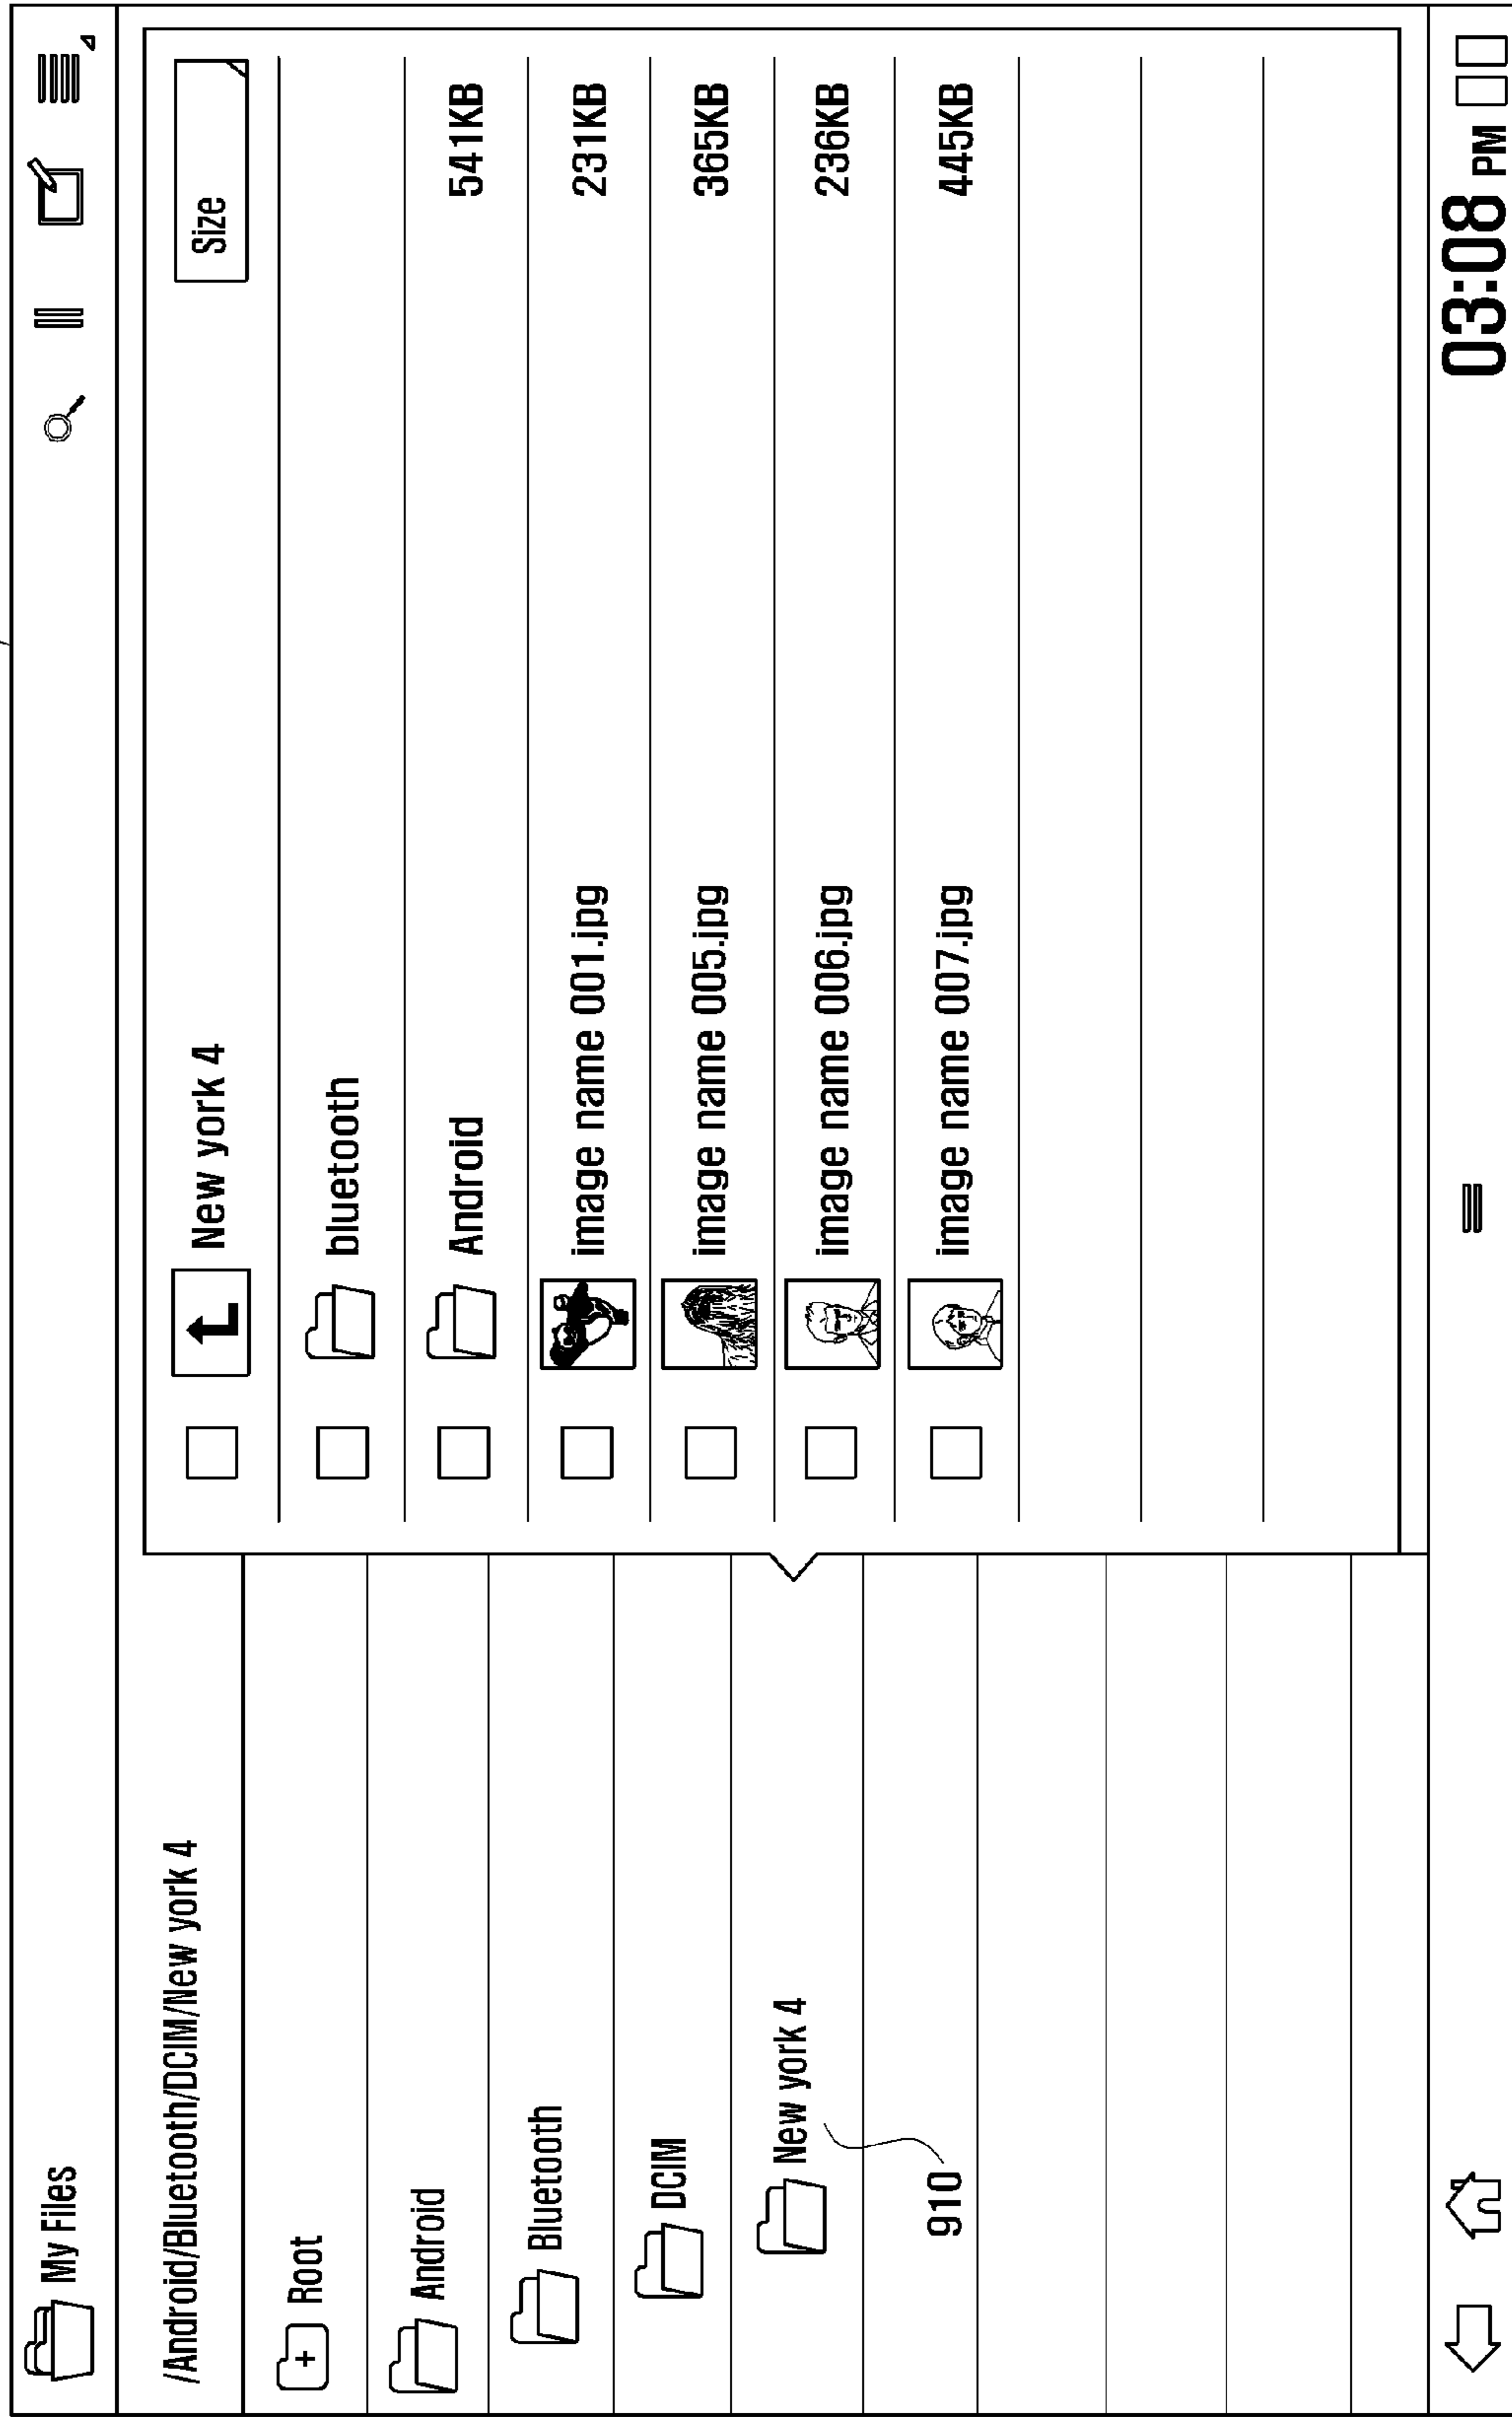 My Files
/Android/Bluetooth/DCIM/New york 4
Root
Android
Bluetooth
DCIM
New york 4
910
New york 4
Size
bluetooth
Android
541KB
image name 001.jpg
231KB
image name 005.jpg
365KB
image name 006.jpg
236KB
image name 007.jpg
445KB
03:08 PM